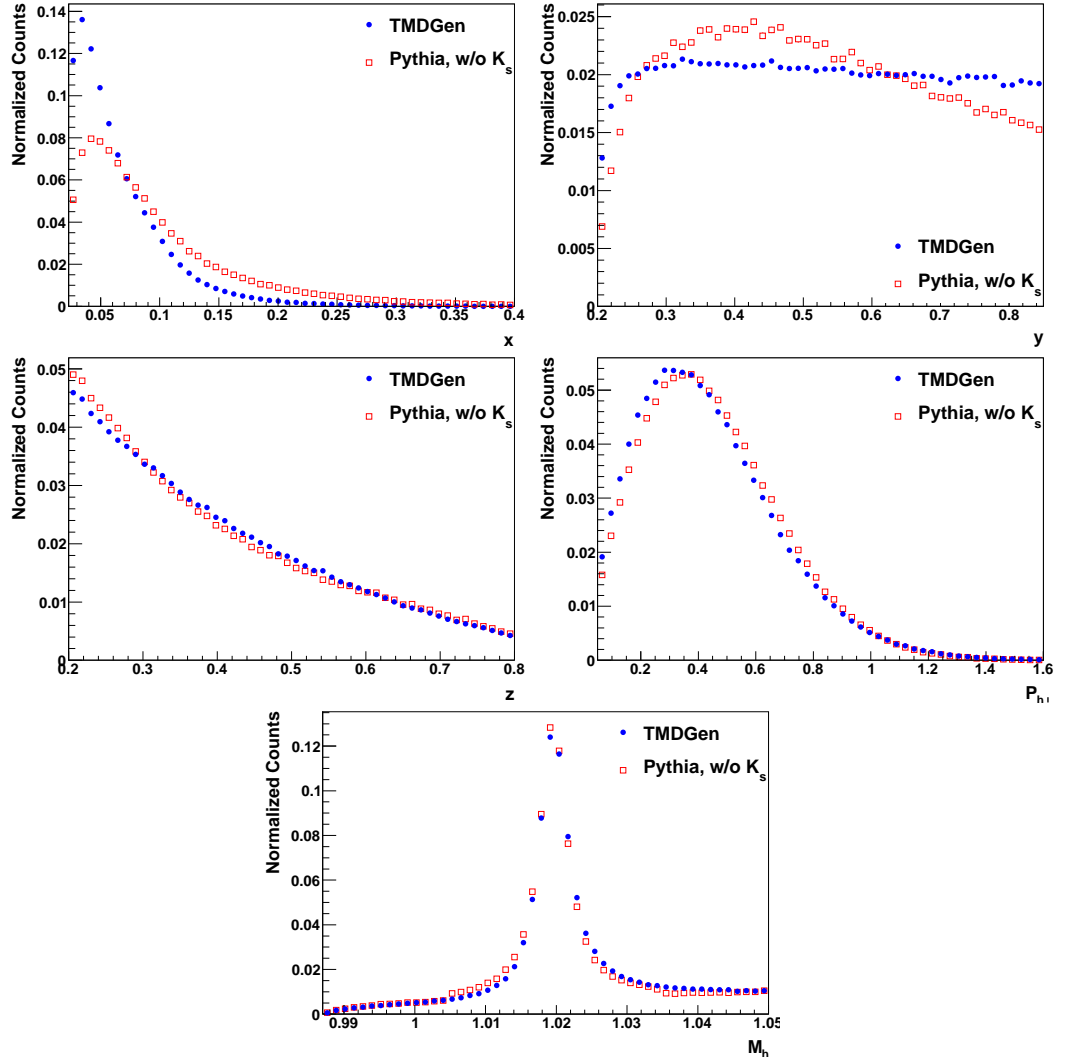 Normalized Counts
0.14
0.12
0.1
0.08
0.06
0.04
0.02
0
0.05 0.1 0.15 0.2 0.25 0.3 0.35 0.4
x
TMDGen
Pythia, w/o Ks
Normalized Counts
0.025
0.02
0.015
0.01
0.005
0
0.2 0.3 0.4 0.5 0.6 0.7 0.8
y
TMDGen
Pythia, w/o Ks
Normalized Counts
0.05
0.04
0.03
0.02
0.01
0
0.2 0.3 0.4 0.5 0.6 0.7 0.8
z
TMDGen
Pythia, w/o Ks
Normalized Counts
0.05
0.04
0.03
0.02
0.01
0
0.2 0.4 0.6 0.8 1 1.2 1.4 1.6
Ph⊥
TMDGen
Pythia, w/o Ks
Normalized Counts
0.12
0.1
0.08
0.06
0.04
0.02
0
0.99 1 1.01 1.02 1.03 1.04 1.05
Mh
TMDGen
Pythia, w/o Ks